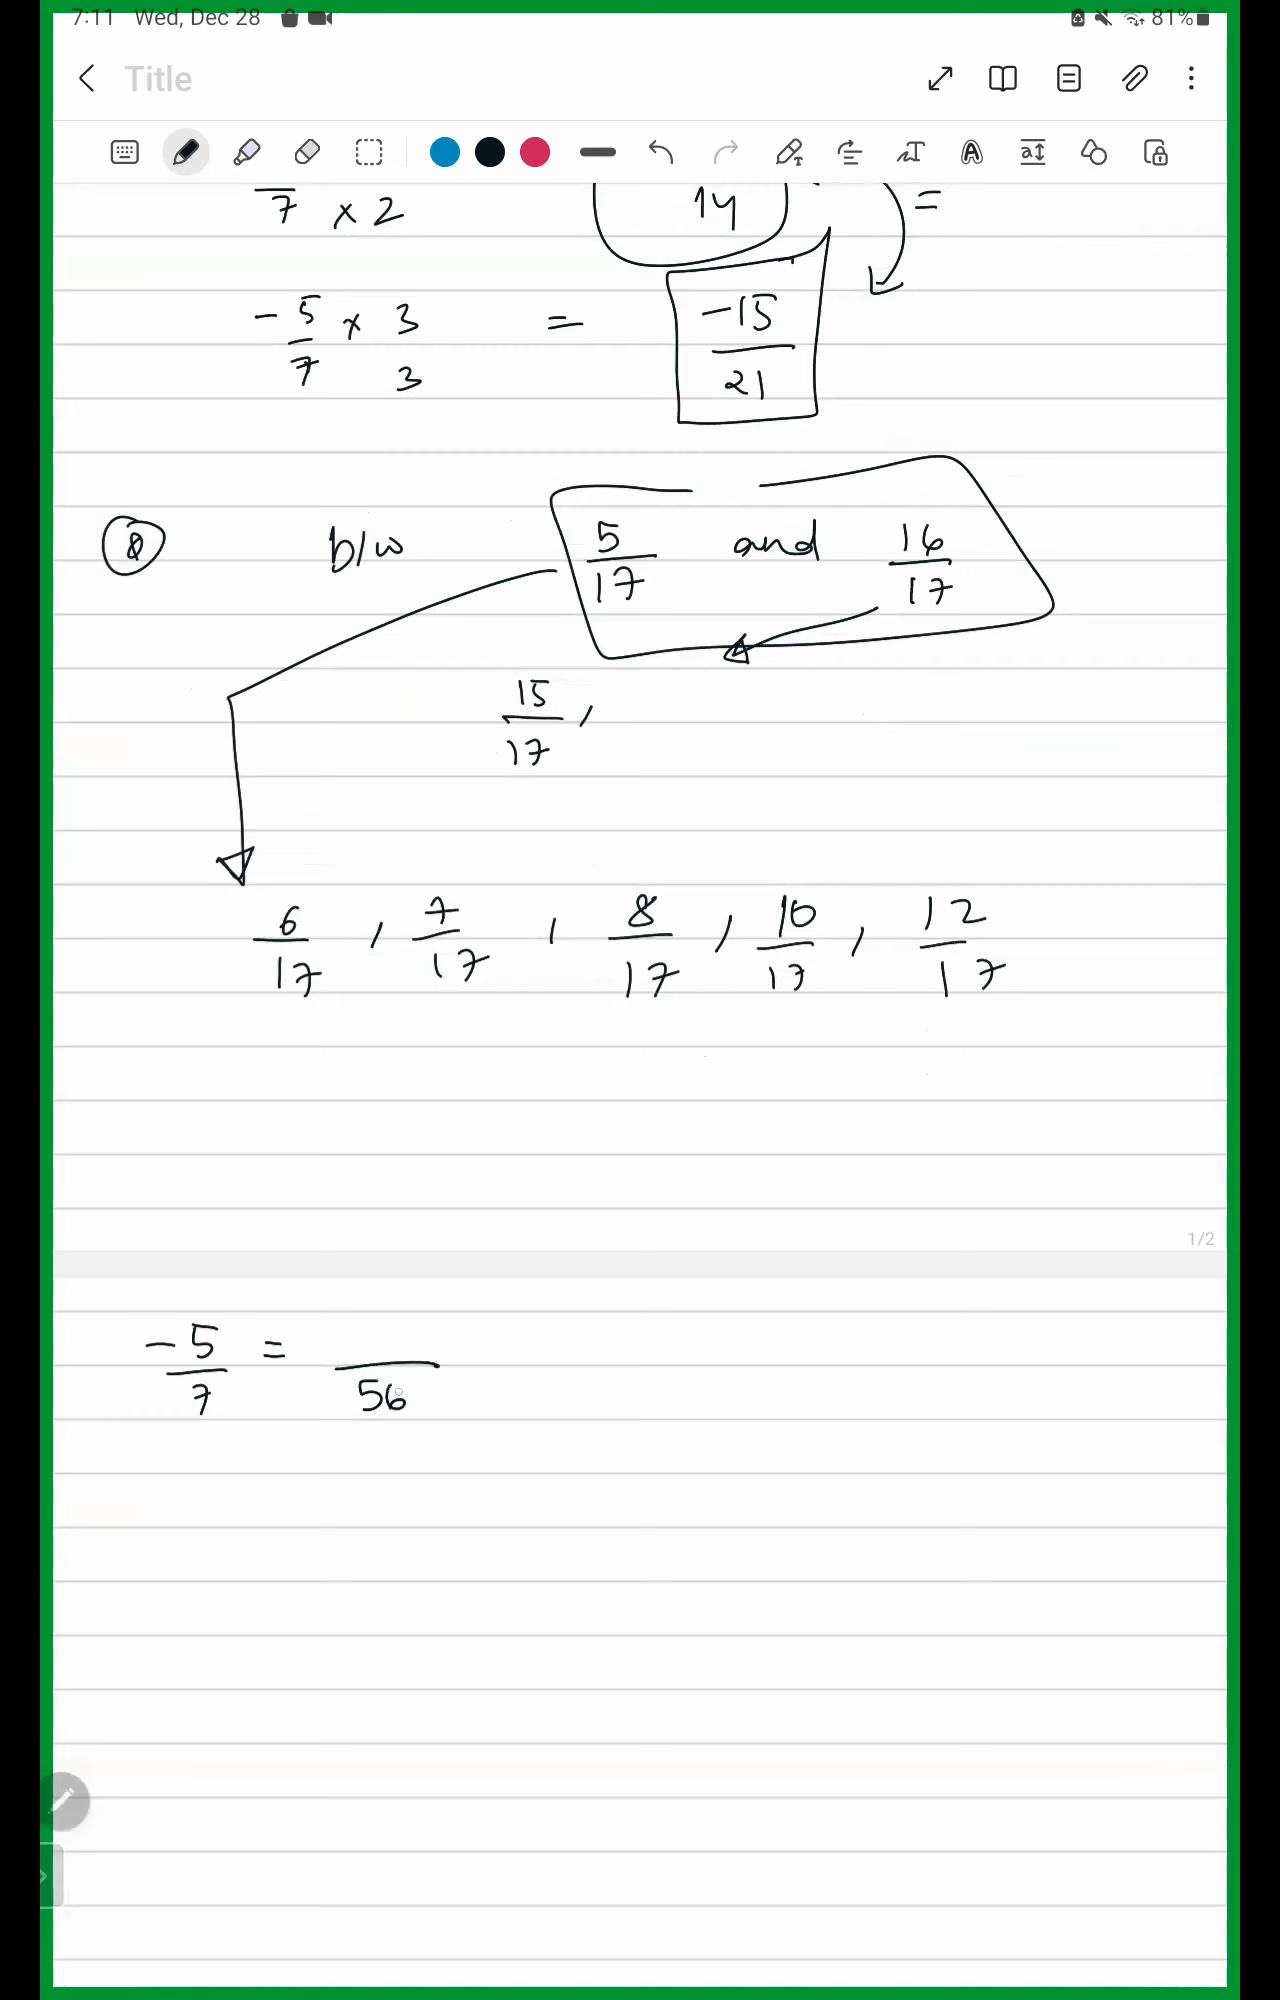 7:11 Wed, Dec 28 81%
Title
7 × 2 14 =
-5/7 × 3/3 = -15/21
Q b/w 5/17 and 16/17
15/17 ,
6/17 , 7/17 , 8/17 , 10/17 , 12/17
1/2
-5/7 = /56